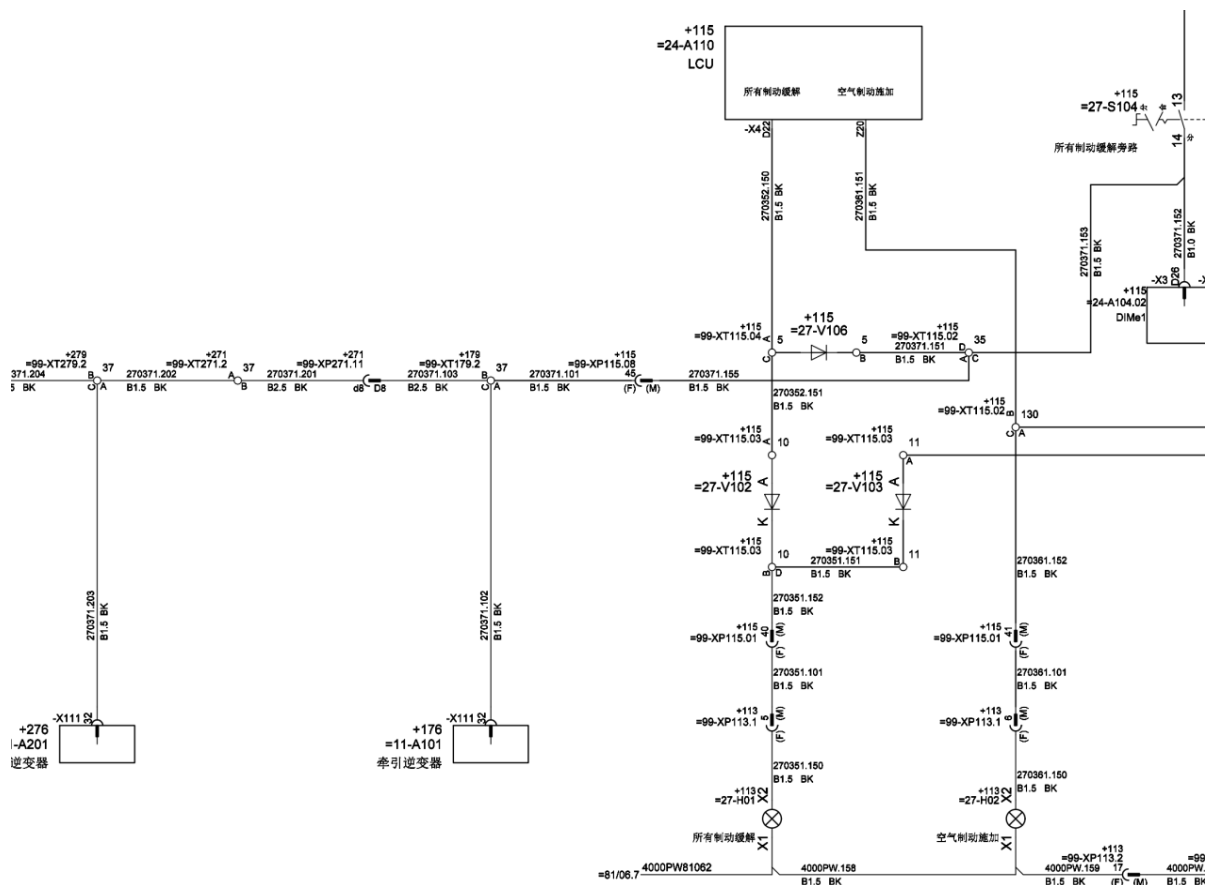 +115
=24-A110
LCU
所有制动缓解
空气制动施加
-X4
D22
Z20
270352.150
B1.5 BK
270361.151
B1.5 BK
+115
=27-S104
13
14
分
所有制动缓解旁路
270371.153
B1.5 BK
270371.152
B1.0 BK
-X3
D26
+115
=24-A104.02
DIMe1
+115
=99-XT115.04
A
5
C
+115
=27-V106
5
B
+115
=99-XT115.02
270371.151
B1.5 BK
D
35
A
C
+279
=99-XT279.2
B
37
C
A
371.204
BK
270371.202
B1.5 BK
+271
=99-XT271.2
37
A
B
270371.201
B2.5 BK
+271
=99-XP271.11
d8
D8
270371.103
B2.5 BK
+179
=99-XT179.2
B
37
C
A
270371.101
B1.5 BK
+115
=99-XP115.08
45
(F)
(M)
270371.155
B1.5 BK
270352.151
B1.5 BK
+115
=99-XT115.02
B
130
C
A
+115
=99-XT115.03
A
10
+115
=99-XT115.03
11
A
+115
=27-V102
A
K
+115
=27-V103
A
K
+115
=99-XT115.03
10
B
D
270351.151
B1.5 BK
+115
=99-XT115.03
11
B
270361.152
B1.5 BK
270351.152
B1.5 BK
+115
=99-XP115.01
40
(M)
(F)
+115
=99-XP115.01
41
(M)
(F)
270371.203
B1.5 BK
270371.102
B1.5 BK
270351.101
B1.5 BK
270361.101
B1.5 BK
+113
=99-XP113.1
5
(M)
(F)
+113
=99-XP113.1
6
(M)
(F)
-X111
32
+276
-A201
逆变器
-X111
32
+176
=11-A101
牵引逆变器
270351.150
B1.5 BK
270361.150
B1.5 BK
+113
=27-H01
X2
X1
所有制动缓解
+113
=27-H02
X2
X1
空气制动施加
=81/06.7
4000PW81062
4000PW.158
B1.5 BK
4000PW.159
B1.5 BK
+113
=99-XP113.2
17
(F)
(M)
4000PW.
B1.5 BK
=99